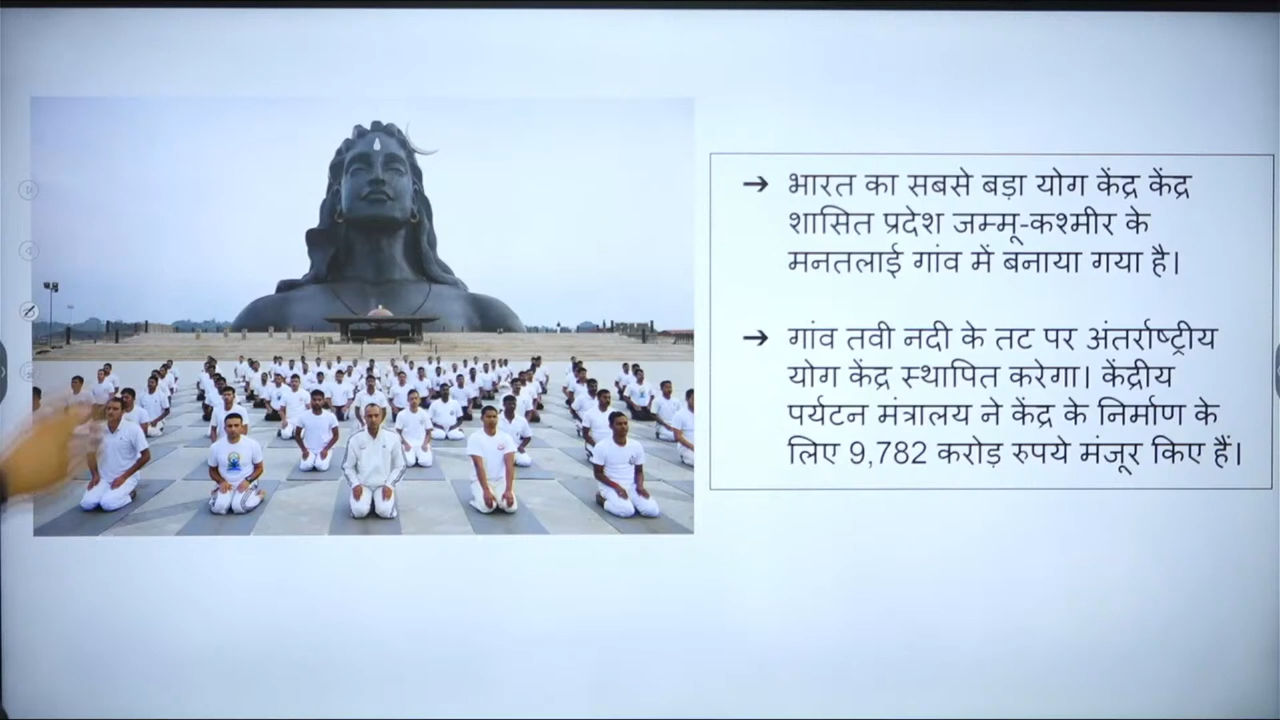 → भारत का सबसे बड़ा योग केंद्र केंद्र
शासित प्रदेश जम्मू-कश्मीर के
मनतलाई गांव में बनाया गया है।
→ गांव तवी नदी के तट पर अंतर्राष्ट्रीय
योग केंद्र स्थापित करेगा। केंद्रीय
पर्यटन मंत्रालय ने केंद्र के निर्माण के
लिए 9,782 करोड़ रुपये मंजूर किए हैं।